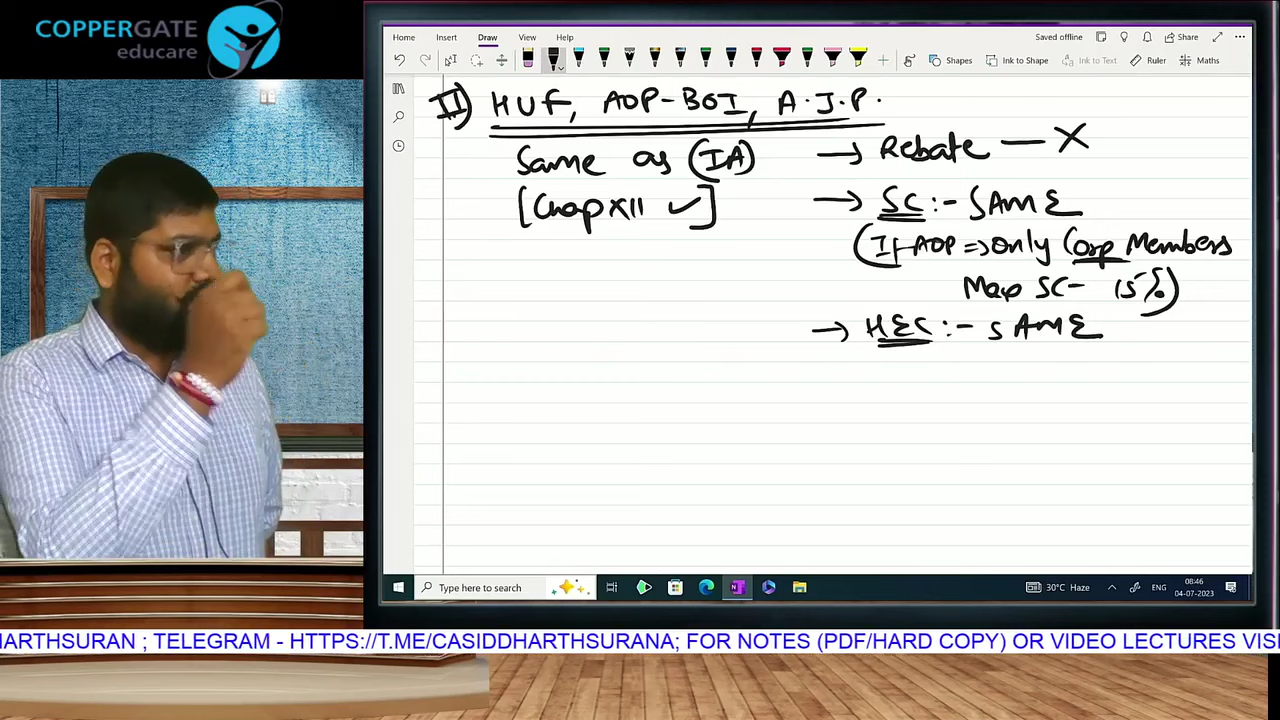 COPPERGATE
educare
Home Insert Draw View Help
Saved offline
Share
Shapes
Ink to Shape
Ink to Text
Ruler
Maths
II) HUF, AOP-BOI, A.J.P.
Same as (IA)
[Chap XII ✓]
→ Rebate — X
→ SC :- SAME
(If AOP => only Corp Members
Max SC - 15%)
→ HEC :- SAME
Type here to search
30°C Haze
ENG
08:46
04-07-2023
HARTHSURAN ; TELEGRAM - HTTPS://T.ME/CASIDDHARTHSURANA; FOR NOTES (PDF/HARD COPY) OR VIDEO LECTURES VISI